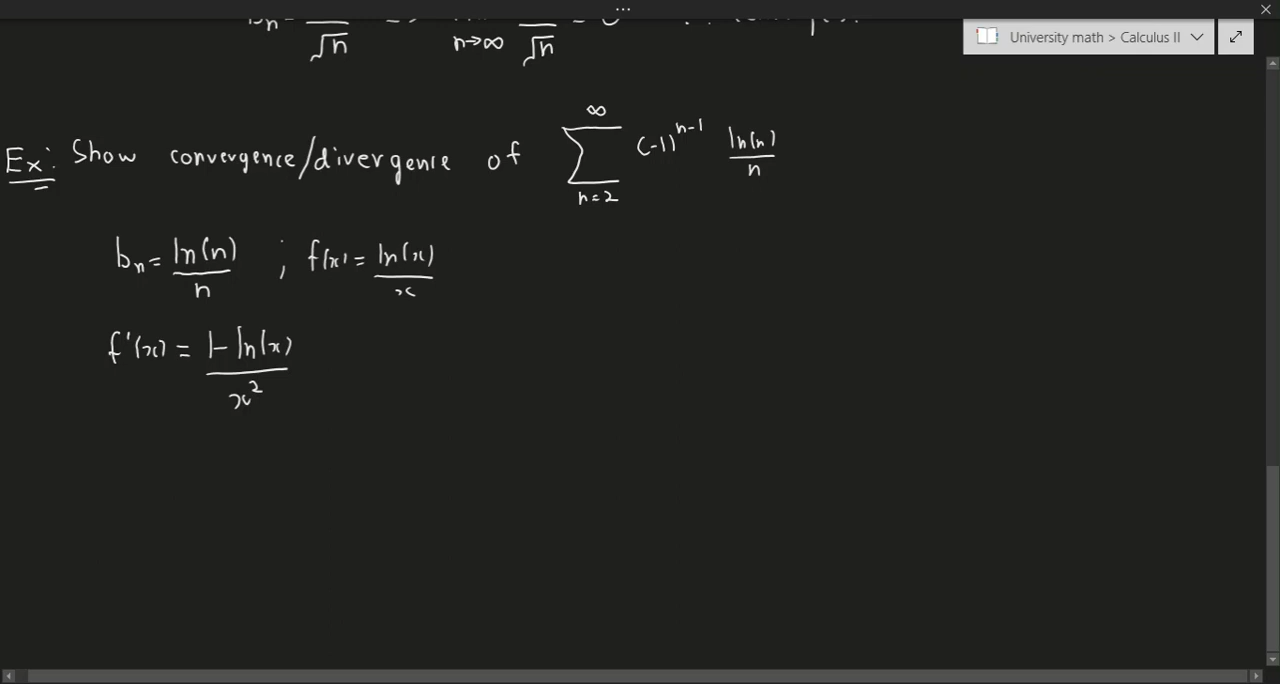 ...
University math > Calculus II
√n n→∞ √n
Ex: Show convergence/divergence of ∞ ∑ n=2 (-1)^(n-1) ln(n)/n
b_n = ln(n)/n ; f(x) = ln(x)/x
f'(x) = 1 - ln(x)/x^2